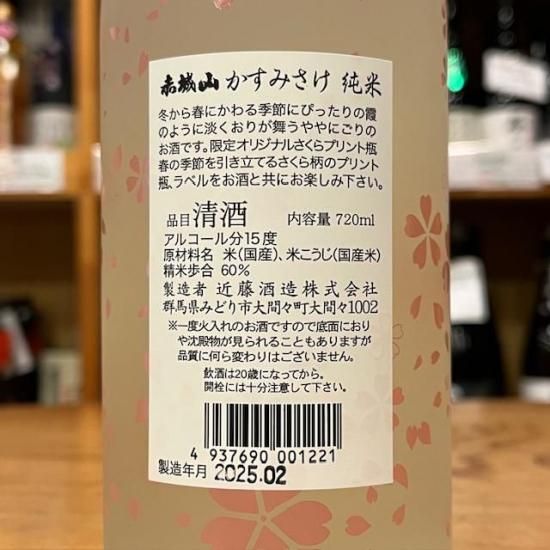 赤城山 かすみさけ 純米
冬から春にかわる季節にぴったりの霞
のように淡くおりが舞うややにごり
のお酒です。限定オリジナルさくらプリント瓶
春の季節を引き立てるさくら柄のプリント
瓶、ラベルをお酒と共にお楽しみ下さい。
品目 清酒 内容量 720ml
アルコール分15度
原材料名 米(国産)、米こうじ(国産米)
精米歩合 60%
製造者 近藤酒造株式会社
群馬県みどり市大間々町大間々1002
※一度火入れのお酒ですので底面におり
や沈殿物が見られることもありますが
品質に何ら変わりはございません。
飲酒は20歳になってから。
開栓には十分注意して下さい。
4 937690 001221
製造年月 2025.02